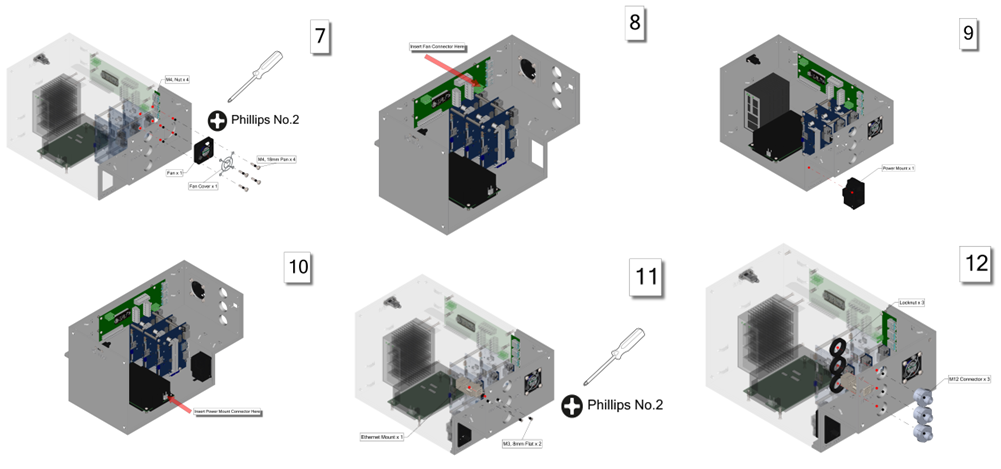 7
M4, Nut x 4
Phillips No.2
M4, 18mm Pan x 4
Fan x 1
Fan Cover x 1
8
Insert Fan Connector Here
9
Power Mount x 1
10
Insert Power Mount Connector Here
11
Phillips No.2
Ethernet Mount x 1
M3, 8mm Flat x 2
12
Locknut x 3
M12 Connector x 3